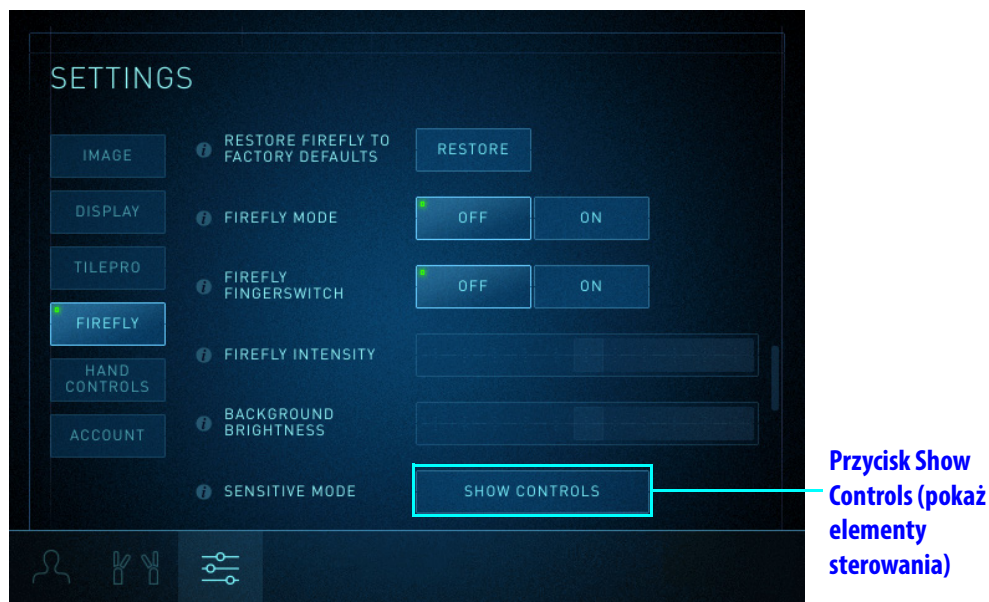 SETTINGS
IMAGE
DISPLAY
TILEPRO
FIREFLY
HAND
CONTROLS
ACCOUNT
RESTORE FIREFLY TO
FACTORY DEFAULTS
RESTORE
FIREFLY MODE
OFF
ON
FIREFLY
FINGERSWITCH
OFF
ON
FIREFLY INTENSITY
BACKGROUND
BRIGHTNESS
SENSITIVE MODE
SHOW CONTROLS
Przycisk Show
Controls (pokaż
elementy
sterowania)